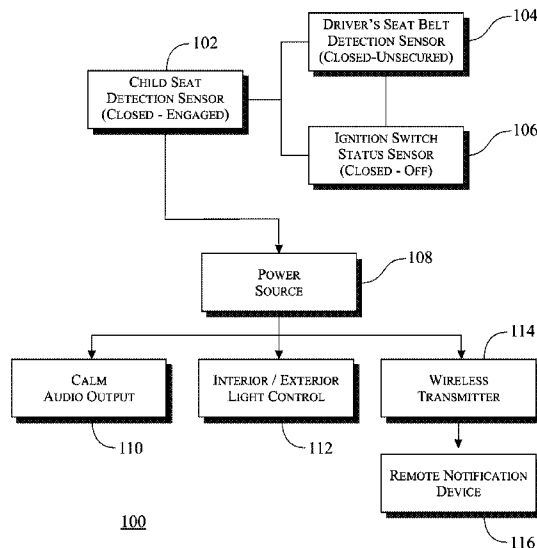 DRIVER'S SEAT BELT
DETECTION SENSOR
(CLOSED-UNSECURED)
104
102
CHILD SEAT
DETECTION SENSOR
(CLOSED - ENGAGED)
106
IGNITION SWITCH
STATUS SENSOR
(CLOSED - OFF)
108
POWER
SOURCE
114
CALM
AUDIO OUTPUT
INTERIOR / EXTERIOR
LIGHT CONTROL
WIRELESS
TRANSMITTER
110
112
REMOTE NOTIFICATION
DEVICE
100
116